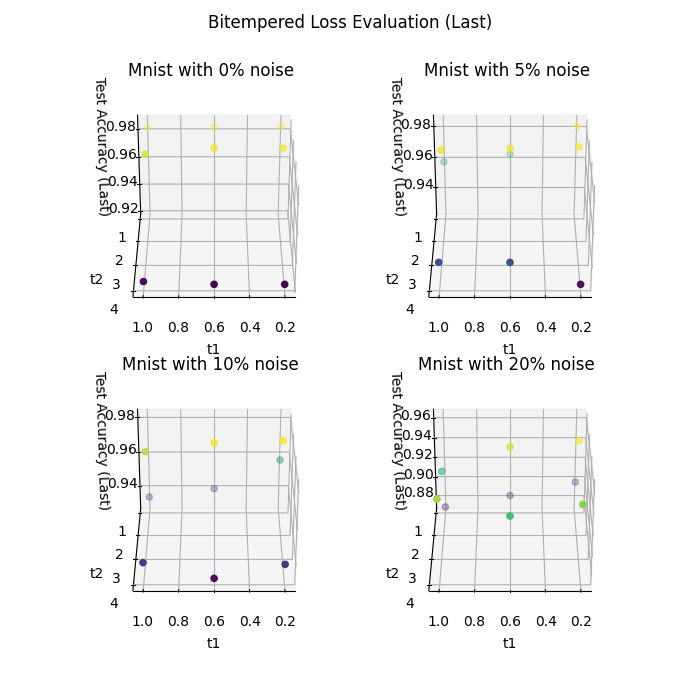 Bitempered Loss Evaluation (Last)
Mnist with 0% noise
Test Accuracy (Last)
0.98
0.96
0.94
0.92
1
2
3
4
t2
1.0 0.8 0.6 0.4 0.2
t1
Mnist with 5% noise
Test Accuracy (Last)
0.98
0.96
0.94
1
2
3
4
t2
1.0 0.8 0.6 0.4 0.2
t1
Mnist with 10% noise
Test Accuracy (Last)
0.98
0.96
0.94
1
2
3
4
t2
1.0 0.8 0.6 0.4 0.2
t1
Mnist with 20% noise
Test Accuracy (Last)
0.96
0.94
0.92
0.90
0.88
1
2
3
4
t2
1.0 0.8 0.6 0.4 0.2
t1